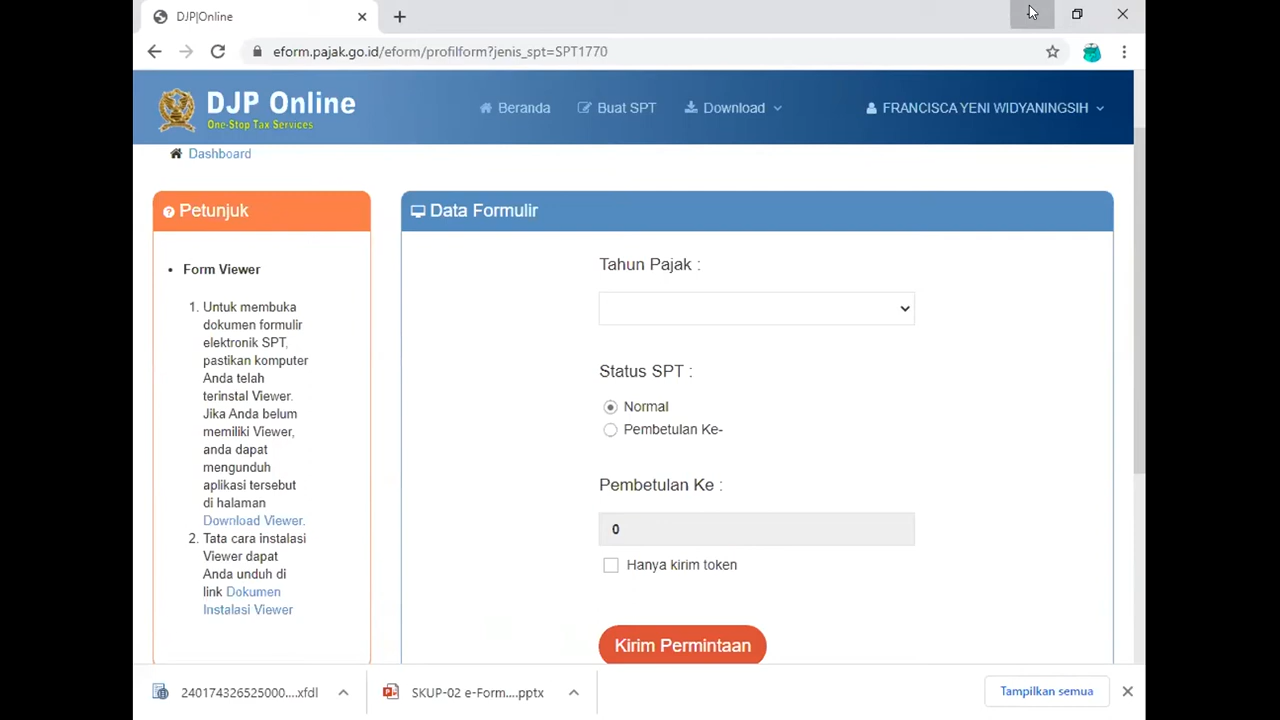 DJP|Online
eform.pajak.go.id/eform/profilform?jenis_spt=SPT1770
DJP Online
One-Stop Tax Services
Beranda
Buat SPT
Download
FRANCISCA YENI WIDYANINGSIH
Dashboard
Petunjuk
• Form Viewer
1. Untuk membuka
dokumen formulir
elektronik SPT,
pastikan komputer
Anda telah
terinstal Viewer.
Jika Anda belum
memiliki Viewer,
anda dapat
mengunduh
aplikasi tersebut
di halaman
Download Viewer.
2. Tata cara instalasi
Viewer dapat
Anda unduh di
link Dokumen
Instalasi Viewer
Data Formulir
Tahun Pajak :
Status SPT :
Normal
Pembetulan Ke-
Pembetulan Ke :
0
Hanya kirim token
Kirim Permintaan
240174326525000....xfdl
SKUP-02 e-Form....pptx
Tampilkan semua